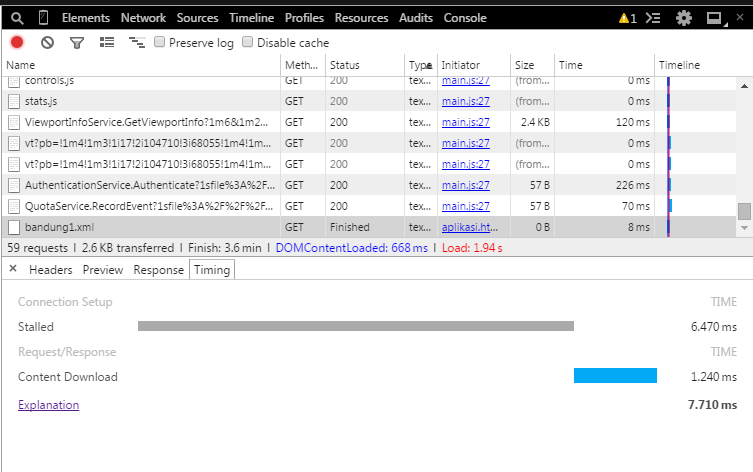 Elements Network Sources Timeline Profiles Resources Audits Console 1
Preserve log Disable cache
Name Meth... Status Type Initiator Size Time Timeline
controls.js GET 200 tex... main.js:27 (from... 0 ms
stats.js GET 200 tex... main.js:27 (from... 0 ms
ViewportInfoService.GetViewportInfo?1m6&1m2... GET 200 tex... main.js:27 2.4 KB 120 ms
vt?pb=!1m4!1m3!1i17!2i104710!3i68055!1m4!1m... GET 200 tex... main.js:27 (from... 0 ms
vt?pb=!1m4!1m3!1i17!2i104710!3i68055!1m4!1m... GET 200 tex... main.js:27 (from... 0 ms
AuthenticationService.Authenticate?1sfile%3A%2F... GET 200 tex... main.js:27 57 B 226 ms
QuotaService.RecordEvent?1sfile%3A%2F%2F%2F... GET 200 tex... main.js:27 57 B 70 ms
bandung1.xml GET Finished tex... aplikasi.ht... 0 B 8 ms
59 requests | 2.6 KB transferred | Finish: 3.6 min | DOMContentLoaded: 668 ms | Load: 1.94 s
× Headers Preview Response Timing
Connection Setup TIME
Stalled 6.470 ms
Request/Response TIME
Content Download 1.240 ms
Explanation 7.710 ms